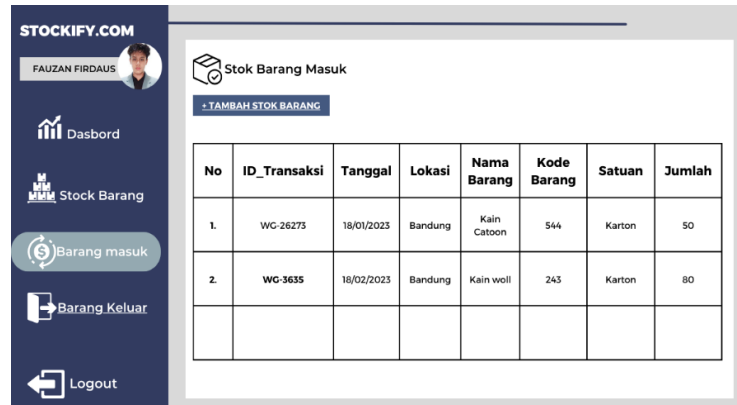 STOCKIFY.COM
FAUZAN FIRDAUS
Dasbord
Stock Barang
Barang masuk
Barang Keluar
Logout
Stok Barang Masuk
+ TAMBAH STOK BARANG
No ID_Transaksi Tanggal Lokasi Nama Barang Kode Barang Satuan Jumlah
1. WG-26273 18/01/2023 Bandung Kain Catoon 544 Karton 50
2. WG-3635 18/02/2023 Bandung Kain woll 243 Karton 80